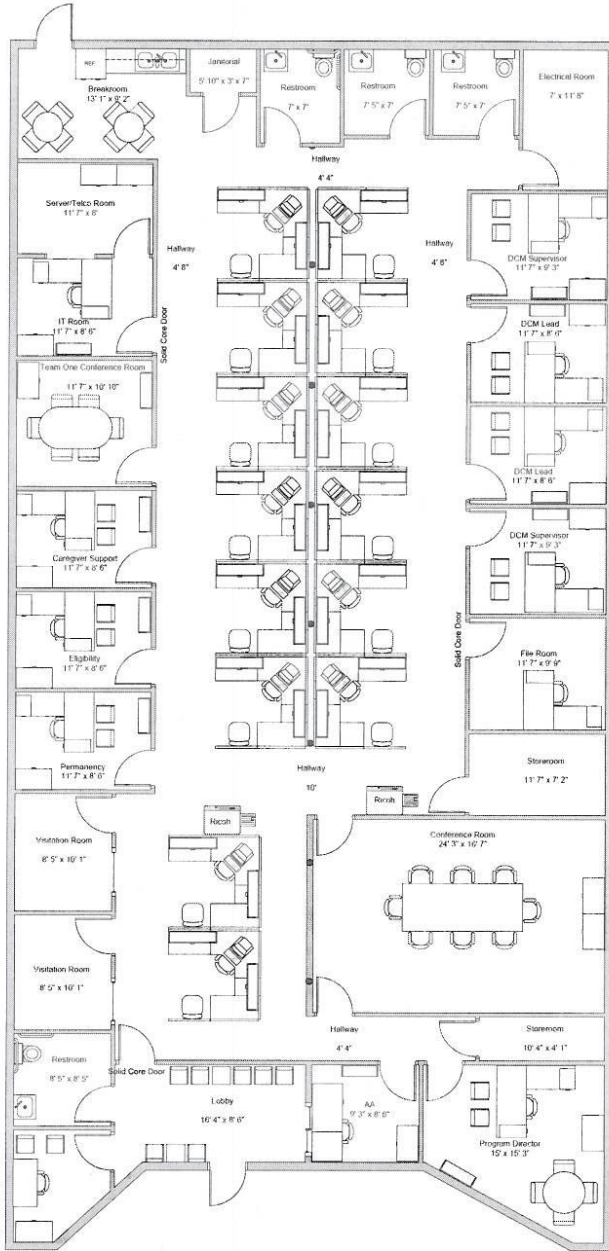 REF
Breakroom
13' 1" x 9' 2"
Janitorial
5' 10" x 3' x 7"
Restroom
7' x 7'
Restroom
7' 5" x 7'
Restroom
7' 5" x 7'
Electrical Room
7' x 11' 8"
Hallway
4' 4"
Server/Telco Room
11' 7" x 8'
Hallway
4' 8"
Hallway
4' 6"
DCM Supervisor
11' 7" x 9' 3"
IT Room
11' 7" x 8' 6"
Solid Core Door
DCM Lead
11' 7" x 8' 6"
Team One Conference Room
11' 7" x 10' 10"
DCM Lead
11' 7" x 8' 6"
Caregiver Support
11' 7" x 8' 6"
DCM Supervisor
11' 7" x 9' 3"
Eligibility
11' 7" x 8' 6"
Solid Core Door
File Room
11' 7" x 9' 9"
Permanency
11' 7" x 8' 6"
Hallway
10'
Storeroom
11' 7" x 7' 2"
Ricoh
Ricoh
Visitation Room
8' 5" x 10' 1"
Conference Room
24' 3" x 16' 7"
Visitation Room
8' 5" x 10' 1"
Hallway
4' 4"
Storeroom
10' 4" x 4' 1"
Restroom
8' 5" x 8' 5"
Solid Core Door
Lobby
16' 4" x 8' 6"
AA
9' 3" x 8' 6"
Program Director
15' x 15' 3"